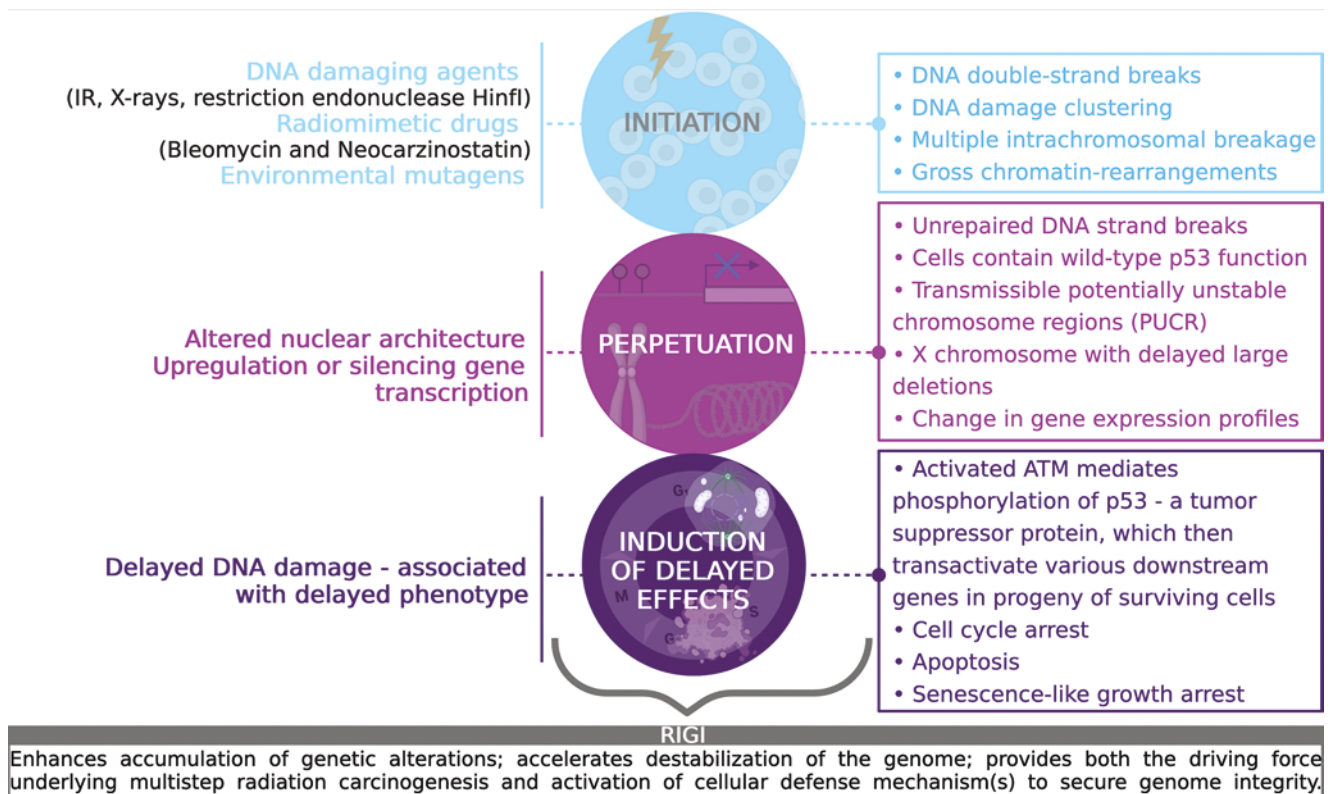 DNA damaging agents
(IR, X-rays, restriction endonuclease HinfI)
Radiomimetic drugs
(Bleomycin and Neocarzinostatin)
Environmental mutagens
INITIATION
• DNA double-strand breaks
• DNA damage clustering
• Multiple intrachromosomal breakage
• Gross chromatin-rearrangements
Altered nuclear architecture
Upregulation or silencing gene
transcription
PERPETUATION
• Unrepaired DNA strand breaks
• Cells contain wild-type p53 function
• Transmissible potentially unstable
chromosome regions (PUCR)
• X chromosome with delayed large
deletions
• Change in gene expression profiles
Delayed DNA damage - associated
with delayed phenotype
G
INDUCTION
OF DELAYED
EFFECTS
M
S
G
• Activated ATM mediates
phosphorylation of p53 - a tumor
suppressor protein, which then
transactivate various downstream
genes in progeny of surviving cells
• Cell cycle arrest
• Apoptosis
• Senescence-like growth arrest
RIGI
Enhances accumulation of genetic alterations; accelerates destabilization of the genome; provides both the driving force
underlying multistep radiation carcinogenesis and activation of cellular defense mechanism(s) to secure genome integrity.